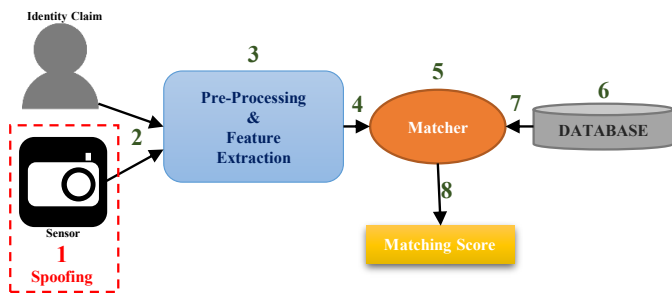 Identity Claim
3
Pre-Processing
&
Feature
Extraction
2
4
5
Matcher
7
6
DATABASE
8
Matching Score
Sensor
1
Spoofing